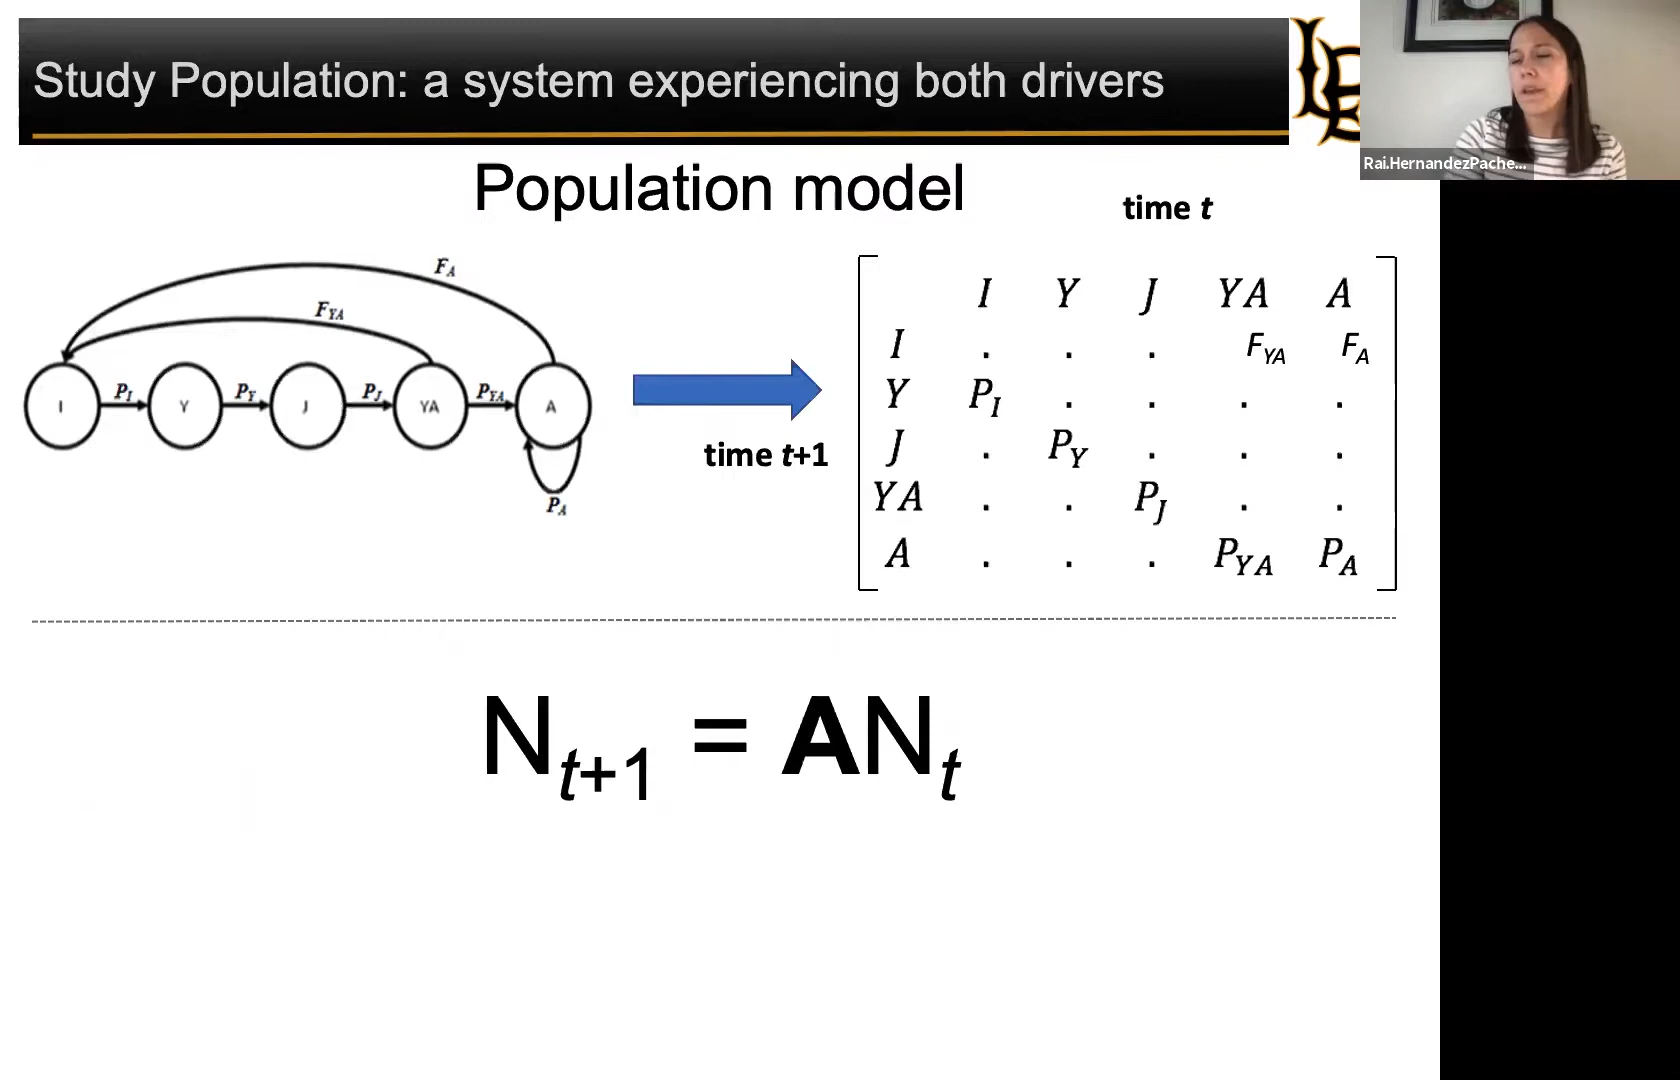 Study Population: a system experiencing both drivers
LB
Rai.HernandezPache...
Population model
time t
F_A
F_YA
I P_I Y P_Y J P_J YA P_YA A
P_A
time t+1
I Y J YA A
I . . . F_YA F_A
Y P_I . . . .
J . P_Y . . .
YA . . P_J . .
A . . . P_YA P_A
N_t+1 = AN_t